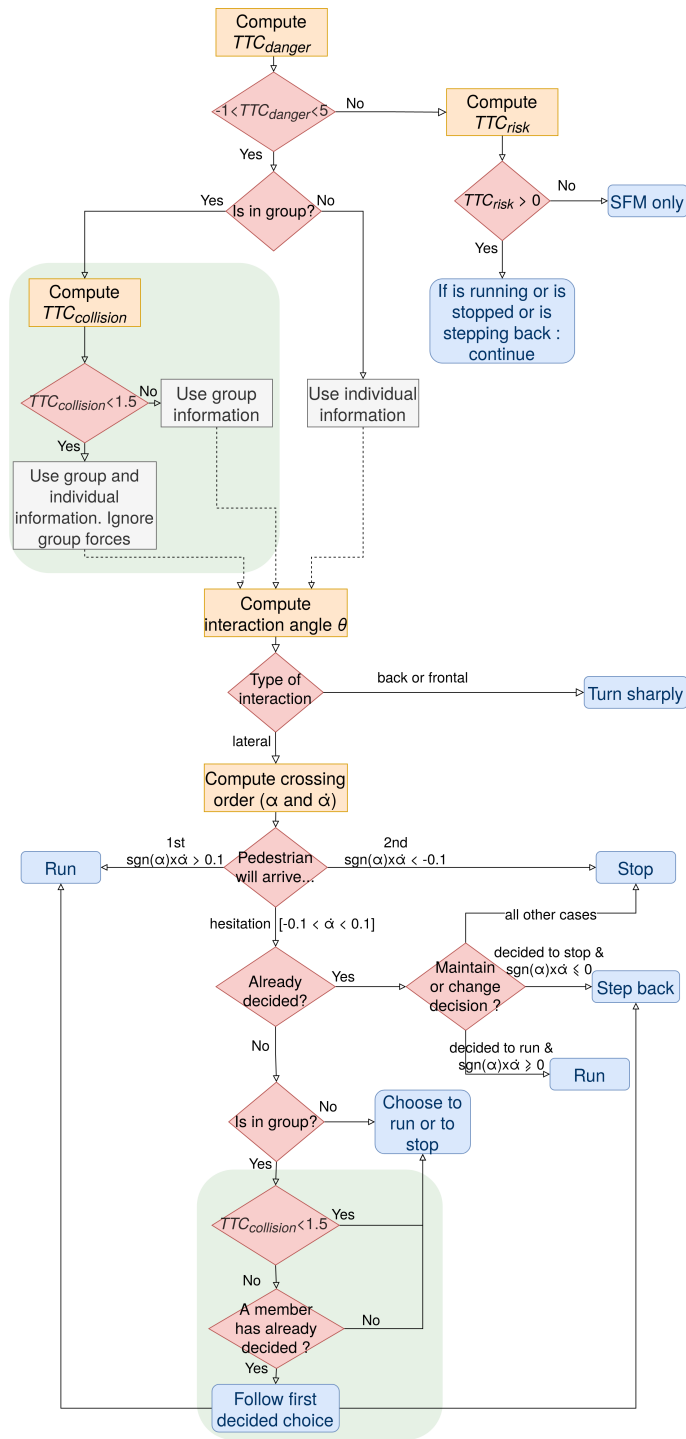 Compute
TTCdanger
-1<TTCdanger<5
No
Compute
TTCrisk
Yes
Is in group?
Yes
No
TTCrisk > 0
No
SFM only
Yes
Compute
TTCcollision
If is running or is
stopped or is
stepping back :
continue
TTCcollision<1.5
No
Use group
information
Use individual
information
Yes
Use group and
individual
information. Ignore
group forces
Compute
interaction angle θ
Type of
interaction
back or frontal
Turn sharply
lateral
Compute crossing
order (α and α̇)
1st
sgn(α)xα̇ > 0.1
Pedestrian
will arrive...
2nd
sgn(α)xα̇ < -0.1
Run
Stop
hesitation [-0.1 < α̇ < 0.1]
all other cases
Already
decided?
Yes
Maintain
or change
decision ?
decided to stop &
sgn(α)xα̇ ⩽ 0
Step back
No
decided to run &
sgn(α)xα̇ ⩾ 0
Run
Is in group?
No
Choose to
run or to
stop
Yes
TTCcollision<1.5
Yes
No
A member
has already
decided ?
No
Yes
Follow first
decided choice